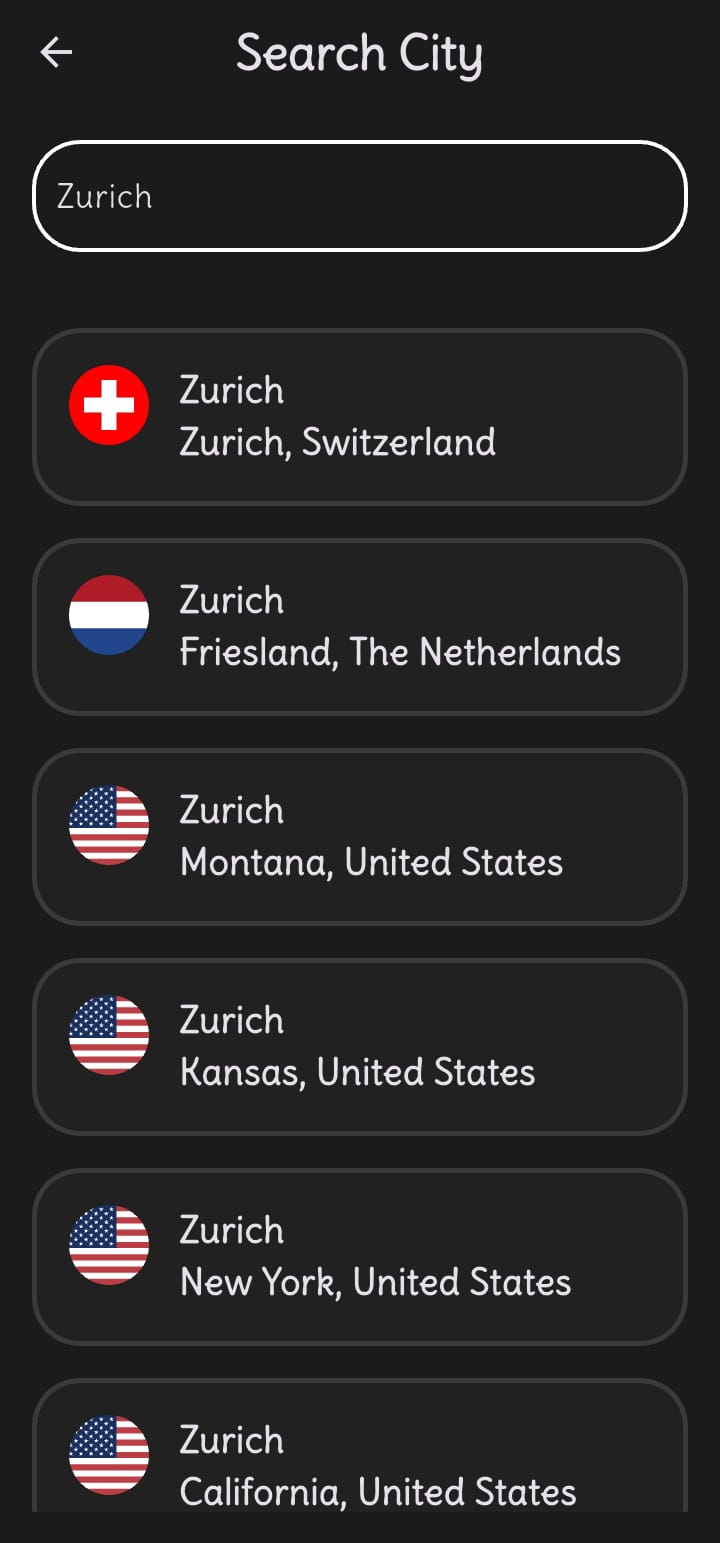 Search City
Zurich
Zurich
Zurich, Switzerland
Zurich
Friesland, The Netherlands
Zurich
Montana, United States
Zurich
Kansas, United States
Zurich
New York, United States
Zurich
California, United States